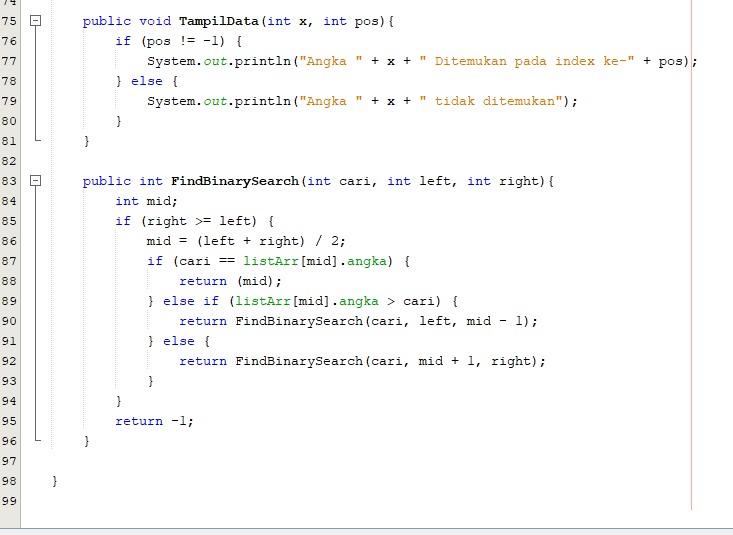 74
75 public void TampilData(int x, int pos){
76 if (pos != -1) {
77 System.out.println("Angka " + x + " Ditemukan pada index ke-" + pos);
78 } else {
79 System.out.println("Angka " + x + " tidak ditemukan");
80 }
81 }
82
83 public int FindBinarySearch(int cari, int left, int right){
84 int mid;
85 if (right >= left) {
86 mid = (left + right) / 2;
87 if (cari == listArr[mid].angka) {
88 return (mid);
89 } else if (listArr[mid].angka > cari) {
90 return FindBinarySearch(cari, left, mid - 1);
91 } else {
92 return FindBinarySearch(cari, mid + 1, right);
93 }
94 }
95 return -1;
96 }
97
98 }
99